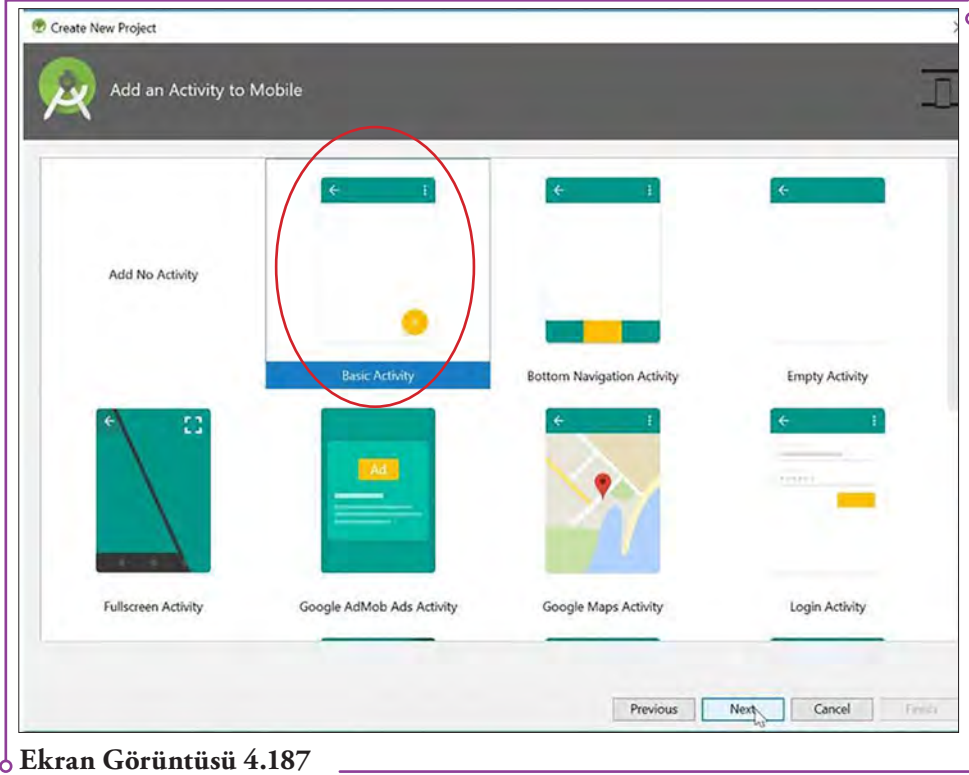 Create New Project
Add an Activity to Mobile
Add No Activity
Basic Activity
Bottom Navigation Activity
Empty Activity
Ad
Fullscreen Activity
Google AdMob Ads Activity
Google Maps Activity
Login Activity
Previous
Next
Cancel
Finish
Ekran Görüntüsü 4.187